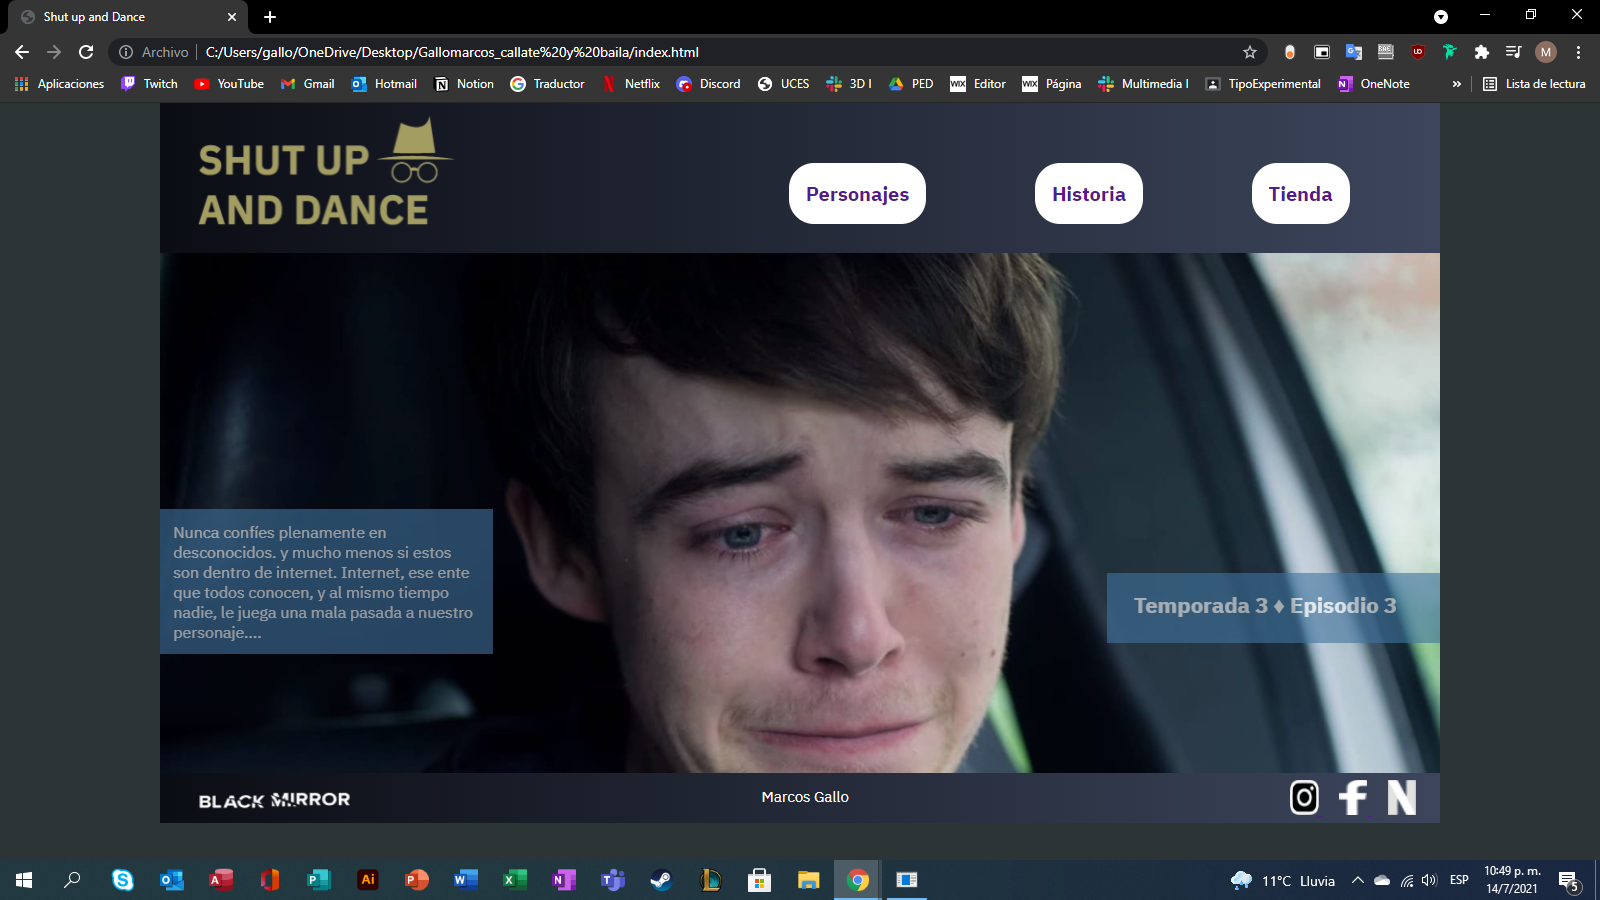 Shut up and Dance
Archivo
C:/Users/gallo/OneDrive/Desktop/Gallomarcos_callate%20y%20baila/index.html
M
Aplicaciones
Twitch
YouTube
Gmail
Hotmail
Notion
Traductor
Netflix
Discord
UCES
3D I
PED
WIX Editor
WIX Página
Multimedia I
TipoExperimental
OneNote
»
Lista de lectura
SHUT UP
AND DANCE
Personajes
Historia
Tienda
Nunca confíes plenamente en
desconocidos. y mucho menos si estos
son dentro de internet. Internet, ese ente
que todos conocen, y al mismo tiempo
nadie, le juega una mala pasada a nuestro
personaje....
Temporada 3 ♦ Episodio 3
BLACK MIRROR
Marcos Gallo
N
11°C Lluvia
ESP
10:49 p. m.
14/7/2021
5